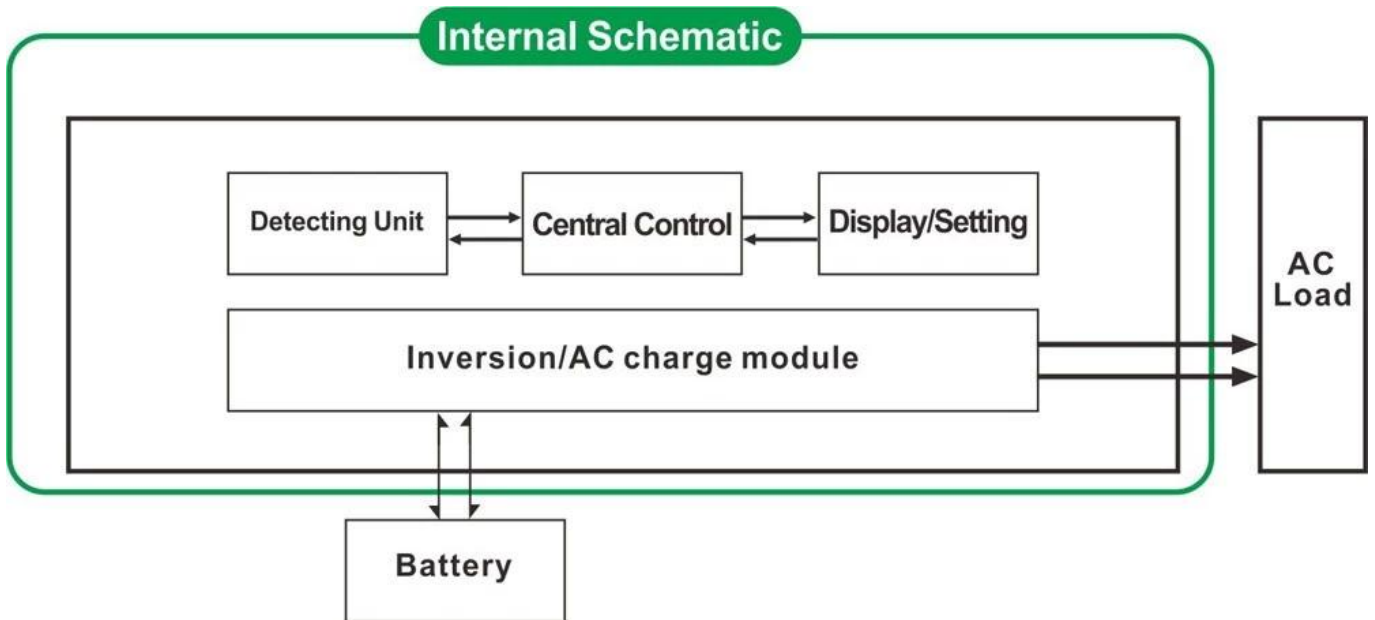 Internal Schematic
Detecting Unit
Central Control
Display/Setting
AC
Load
Inversion/AC charge module
Battery